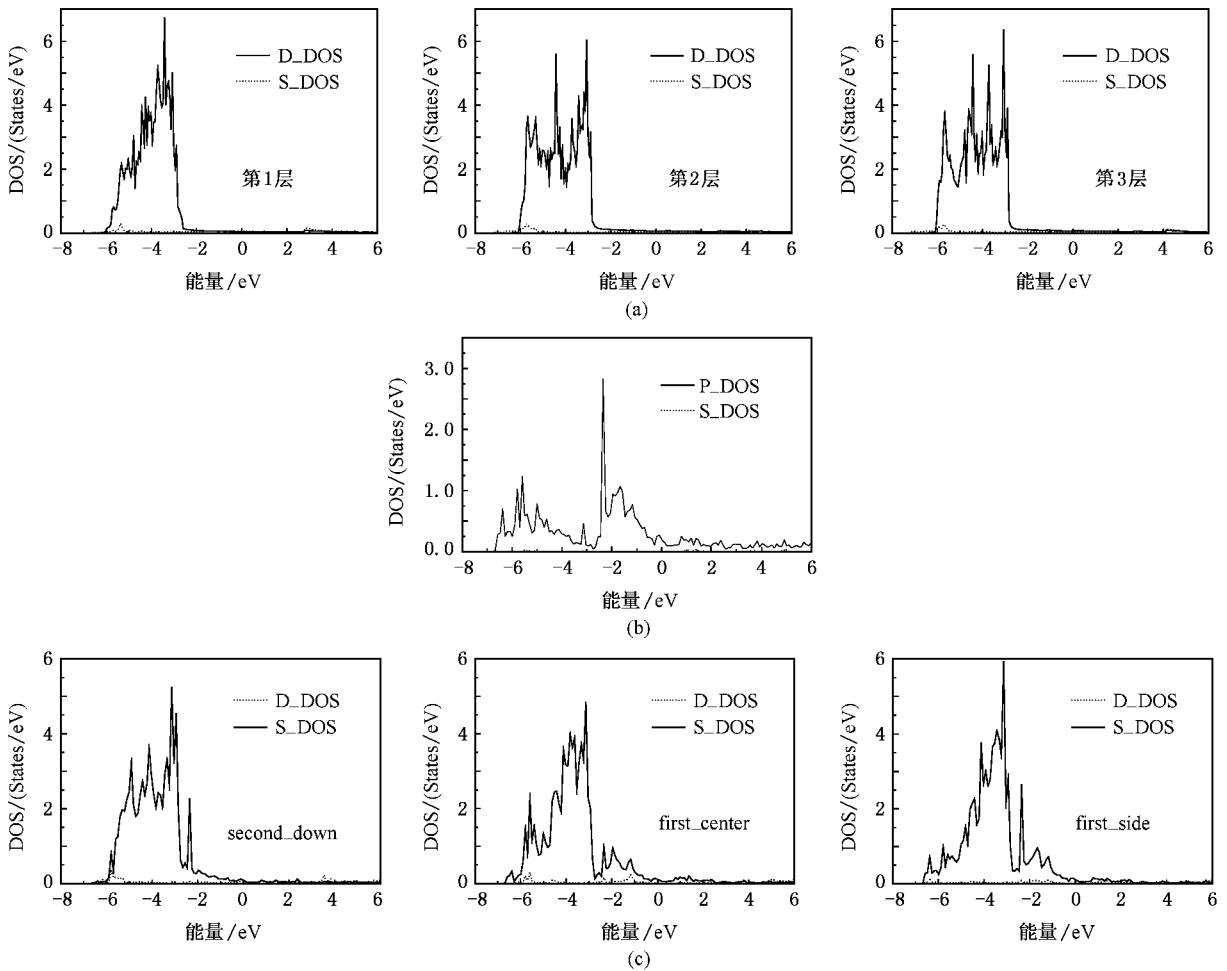 DOS/(States/eV)
6
4
2
0
D_DOS
S_DOS
第1层
-8 -6 -4 -2 0 2 4 6
能量/eV
DOS/(States/eV)
6
4
2
0
D_DOS
S_DOS
第2层
-8 -6 -4 -2 0 2 4 6
能量/eV
DOS/(States/eV)
6
4
2
0
D_DOS
S_DOS
第3层
-8 -6 -4 -2 0 2 4 6
能量/eV
(a)
DOS/(States/eV)
3.0
2.0
1.0
0.0
P_DOS
S_DOS
-8 -6 -4 -2 0 2 4 6
能量/eV
(b)
DOS/(States/eV)
6
4
2
0
D_DOS
S_DOS
second_down
-8 -6 -4 -2 0 2 4 6
能量/eV
DOS/(States/eV)
6
4
2
0
D_DOS
S_DOS
first_center
-8 -6 -4 -2 0 2 4 6
能量/eV
DOS/(States/eV)
6
4
2
0
D_DOS
S_DOS
first_side
-8 -6 -4 -2 0 2 4 6
能量/eV
(c)